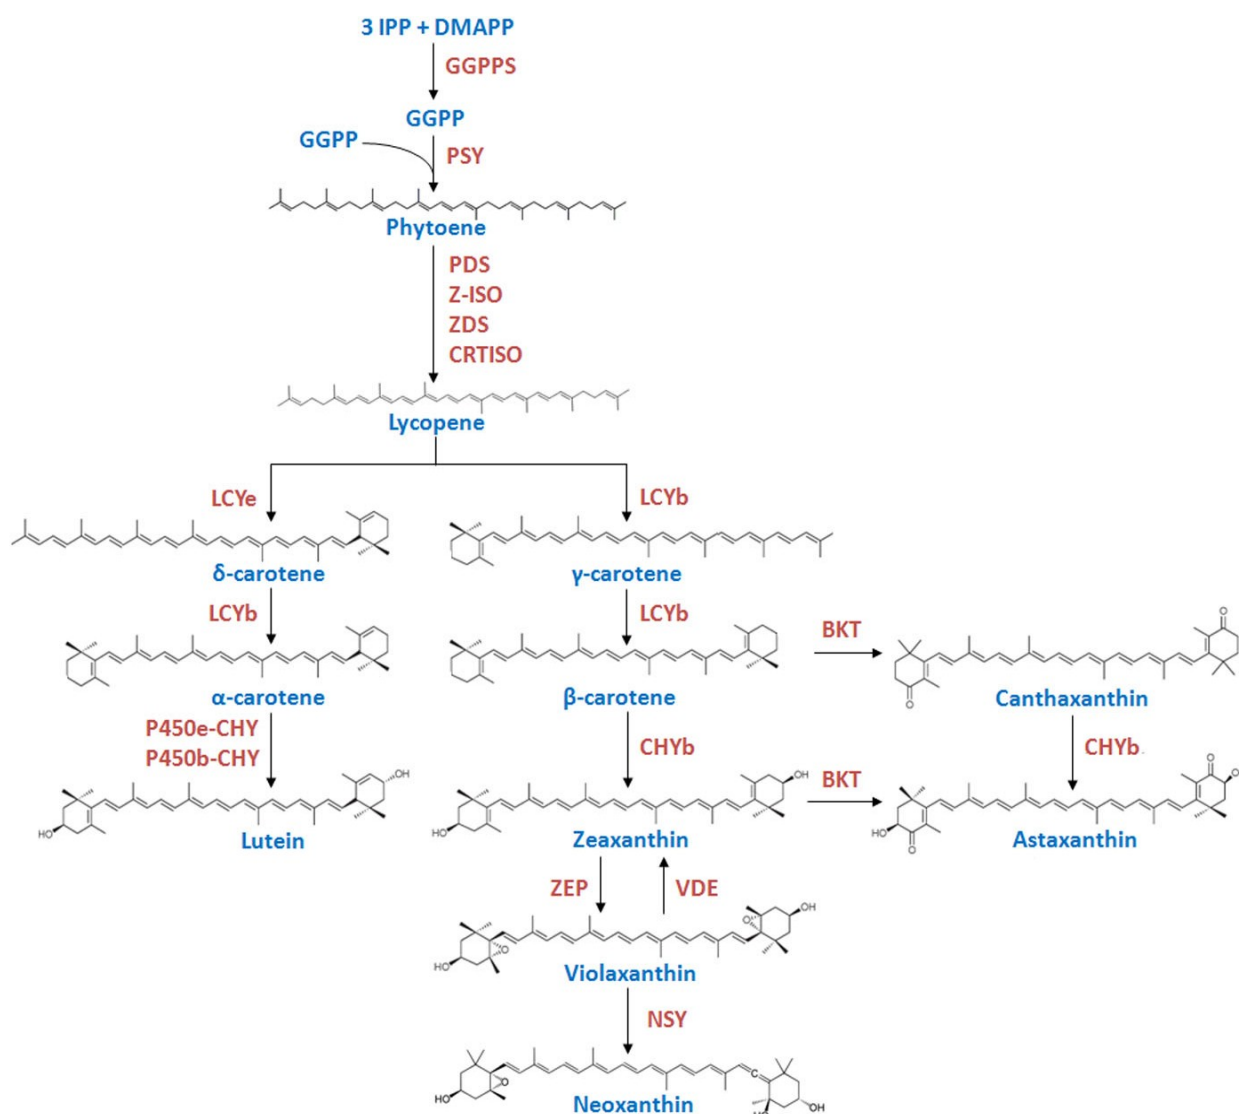 3 IPP + DMAPP
GGPPS
GGPP
GGPP
PSY
Phytoene
PDS
Z-ISO
ZDS
CRTISO
Lycopene
LCYe
LCYb
δ-carotene
γ-carotene
LCYb
LCYb
BKT
O
O
α-carotene
β-carotene
Canthaxanthin
P450e-CHY
P450b-CHY
CHYb
CHYb
OH
OH
BKT
O
O
HO
HO
HO
O
Lutein
Zeaxanthin
Astaxanthin
ZEP
VDE
OH
O
O
HO
Violaxanthin
NSY
O
C
HO
HO
OH
Neoxanthin